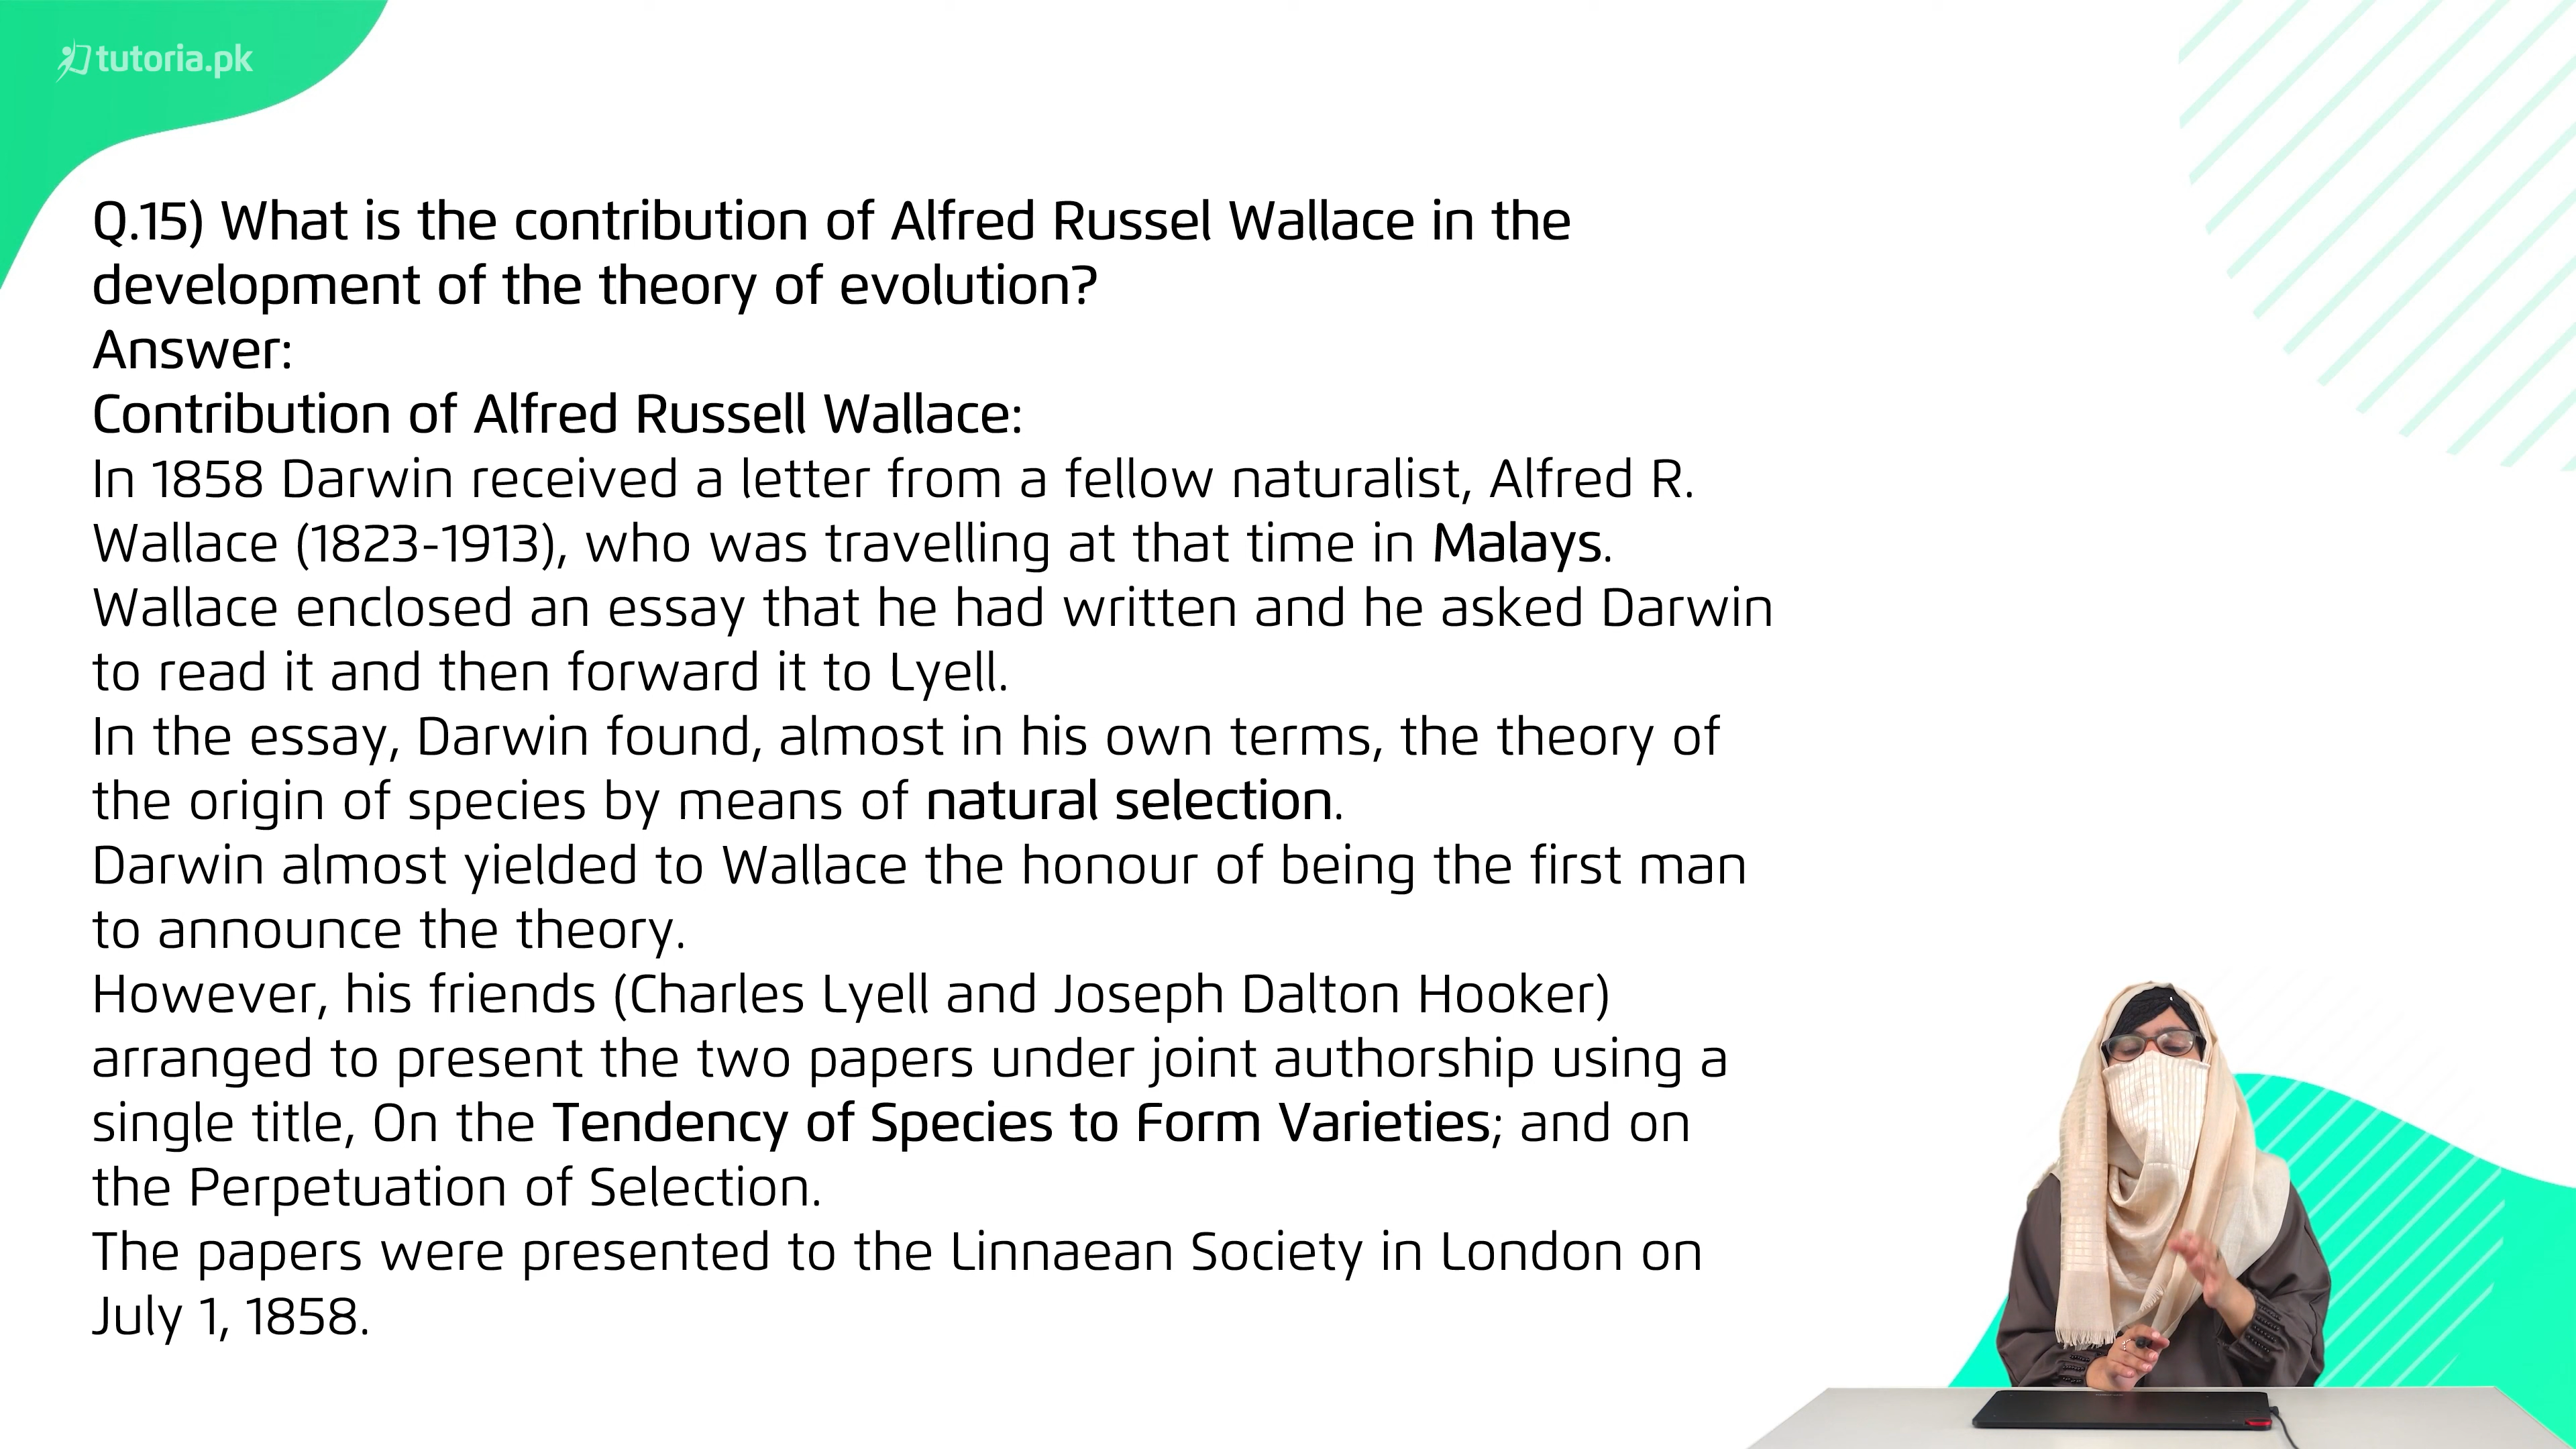 tutoria.pk
Q.15) What is the contribution of Alfred Russel Wallace in the
development of the theory of evolution?
Answer:
Contribution of Alfred Russell Wallace:
In 1858 Darwin received a letter from a fellow naturalist, Alfred R.
Wallace (1823-1913), who was travelling at that time in Malays.
Wallace enclosed an essay that he had written and he asked Darwin
to read it and then forward it to Lyell.
In the essay, Darwin found, almost in his own terms, the theory of
the origin of species by means of natural selection.
Darwin almost yielded to Wallace the honour of being the first man
to announce the theory.
However, his friends (Charles Lyell and Joseph Dalton Hooker)
arranged to present the two papers under joint authorship using a
single title, On the Tendency of Species to Form Varieties; and on
the Perpetuation of Selection.
The papers were presented to the Linnaean Society in London on
July 1, 1858.